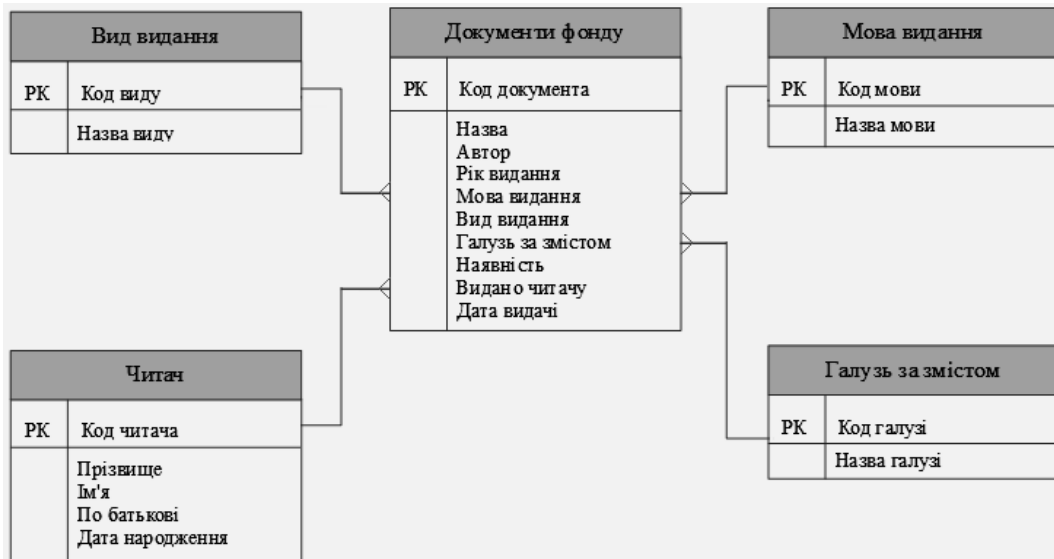 Вид видання
РК Код виду
Назва виду
Документи фонду
РК Код документа
Назва
Автор
Рік видання
Мова видання
Вид видання
Галузь за змістом
Наявність
Видано читачу
Дата видачі
Мова видання
РК Код мови
Назва мови
Читач
РК Код читача
Прізвище
Ім'я
По батькові
Дата народження
Галузь за змістом
РК Код галузі
Назва галузі